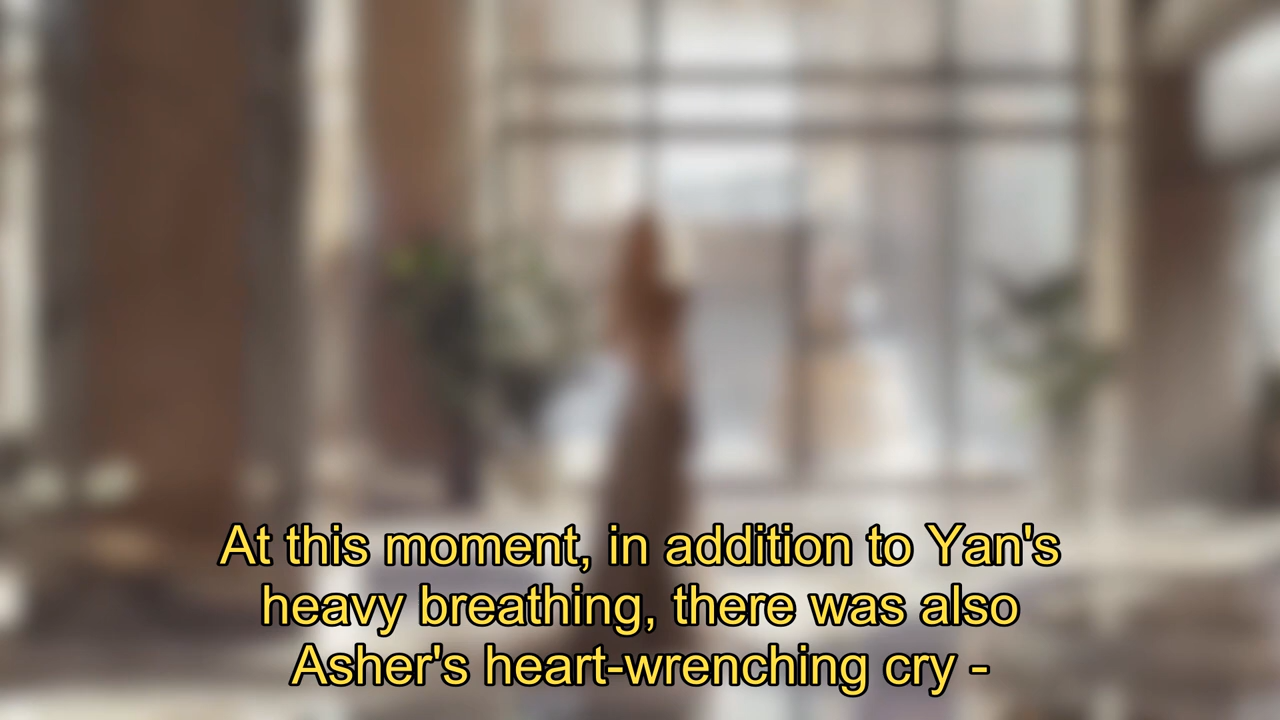 At this moment, in addition to Yan's
heavy breathing, there was also
Asher's heart-wrenching cry -